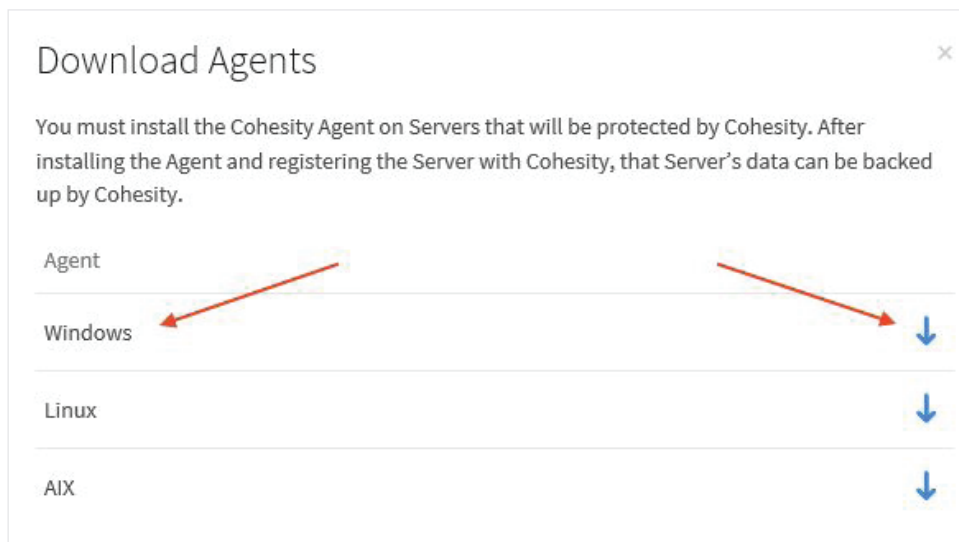 Download Agents
You must install the Cohesity Agent on Servers that will be protected by Cohesity. After
installing the Agent and registering the Server with Cohesity, that Server's data can be backed
up by Cohesity.
Agent
Windows
Linux
AIX